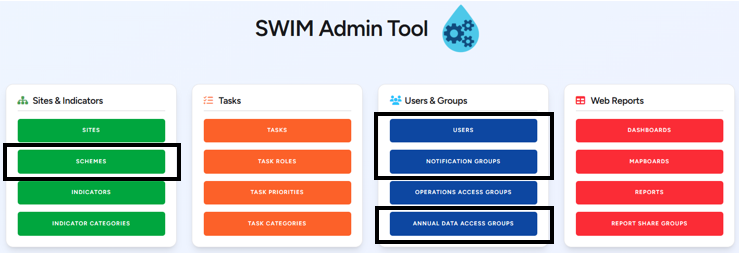 SWIM Admin Tool
Sites & Indicators
SITES
SCHEMES
INDICATORS
INDICATOR CATEGORIES
Tasks
TASKS
TASK ROLES
TASK PRIORITIES
TASK CATEGORIES
Users & Groups
USERS
NOTIFICATION GROUPS
OPERATIONS ACCESS GROUPS
ANNUAL DATA ACCESS GROUPS
Web Reports
DASHBOARDS
MAPBOARDS
REPORTS
REPORT SHARE GROUPS